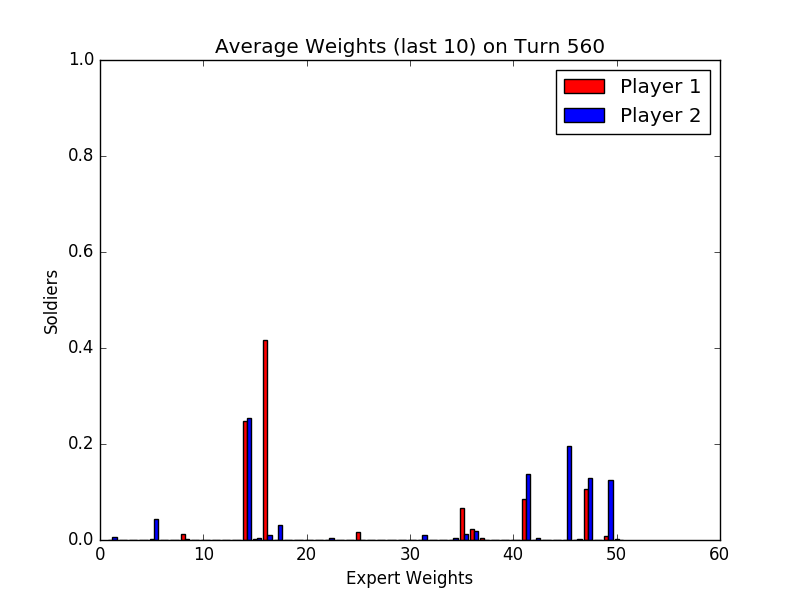 Average Weights (last 10) on Turn 560
1.0
0.8
0.6
0.4
0.2
0.0
Soldiers
Player 1
Player 2
0 10 20 30 40 50 60
Expert Weights